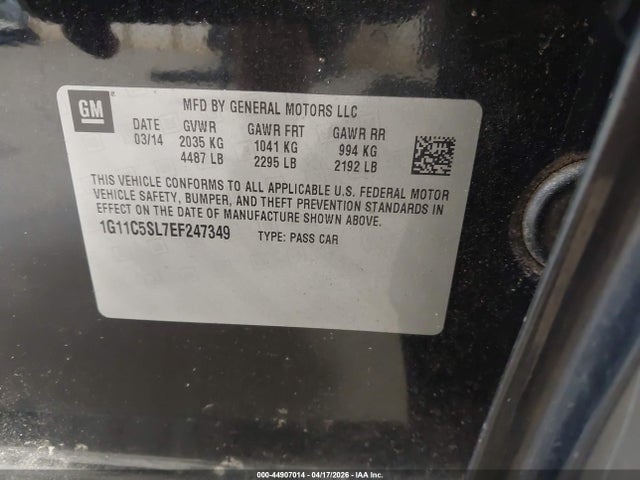 GM
MFD BY GENERAL MOTORS LLC
DATE GVWR GAWR FRT GAWR RR
03/14 2035 KG 1041 KG 994 KG
4487 LB 2295 LB 2192 LB
THIS VEHICLE CONFORMS TO ALL APPLICABLE U.S. FEDERAL MOTOR
VEHICLE SAFETY, BUMPER, AND THEFT PREVENTION STANDARDS IN
EFFECT ON THE DATE OF MANUFACTURE SHOWN ABOVE.
1G11C5SL7EF247349 TYPE: PASS CAR
000-44907014 - 04/17/2026 - IAA Inc.